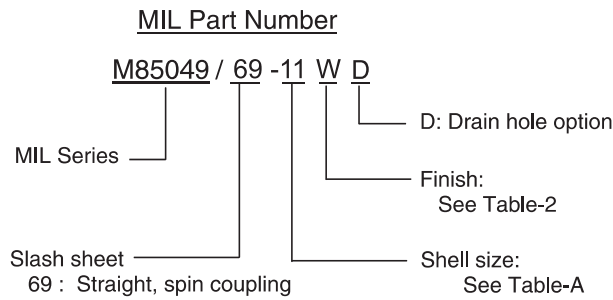 MIL Part Number
M85049 / 69 -11 W D
D: Drain hole option
MIL Series
Finish:
See Table-2
Slash sheet
69 : Straight, spin coupling
Shell size:
See Table-A